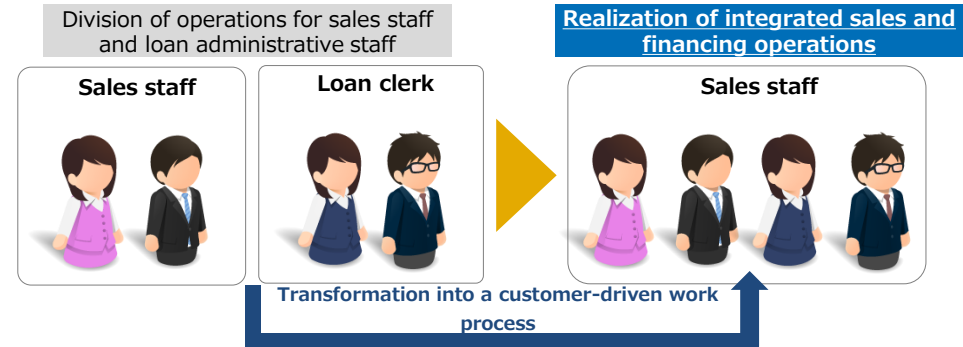 Division of operations for sales staff
and loan administrative staff
Realization of integrated sales and
financing operations
Sales staff
Loan clerk
Sales staff
Transformation into a customer-driven work
process